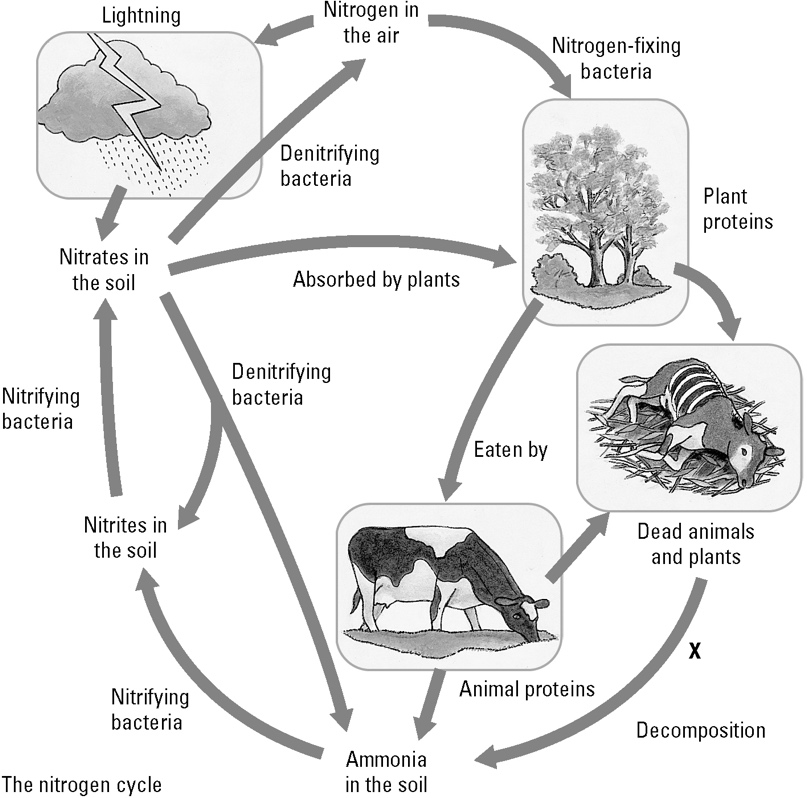 Lightning
Nitrogen in
the air
Nitrogen-fixing
bacteria
Denitrifying
bacteria
Plant
proteins
Nitrates in
the soil
Absorbed by plants
Nitrifying
bacteria
Denitrifying
bacteria
Eaten by
Nitrites in
the soil
Dead animals
and plants
X
Nitrifying
bacteria
Animal proteins
Decomposition
Ammonia
in the soil
The nitrogen cycle